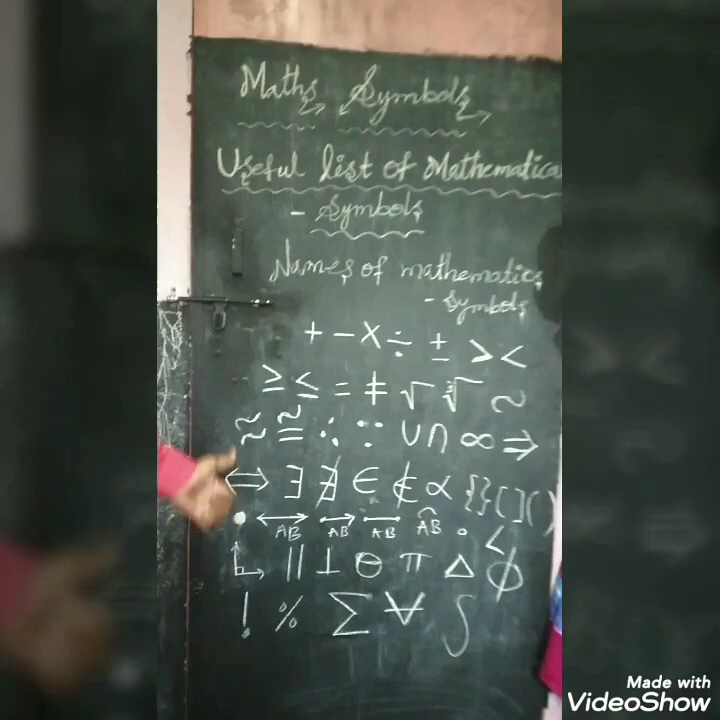 Maths Symbols
Useful list of Mathematica
- Symbols
Names of mathematics
- Symbols
+ − × ÷ ± > <
≥ ≤ = ≠ √ ∛ ~
≈ ≅ ∴ ∵ ∪ ∩ ∞ ⇒
⇔ ∃ ∄ ∈ ∉ ∝ { } [ ] ( )
• ↔ AB → AB — AB ⌒ AB ° <
∟ || ⊥ θ π △ ϕ
! % ∑ ∀ ∫
Made with
VideoShow